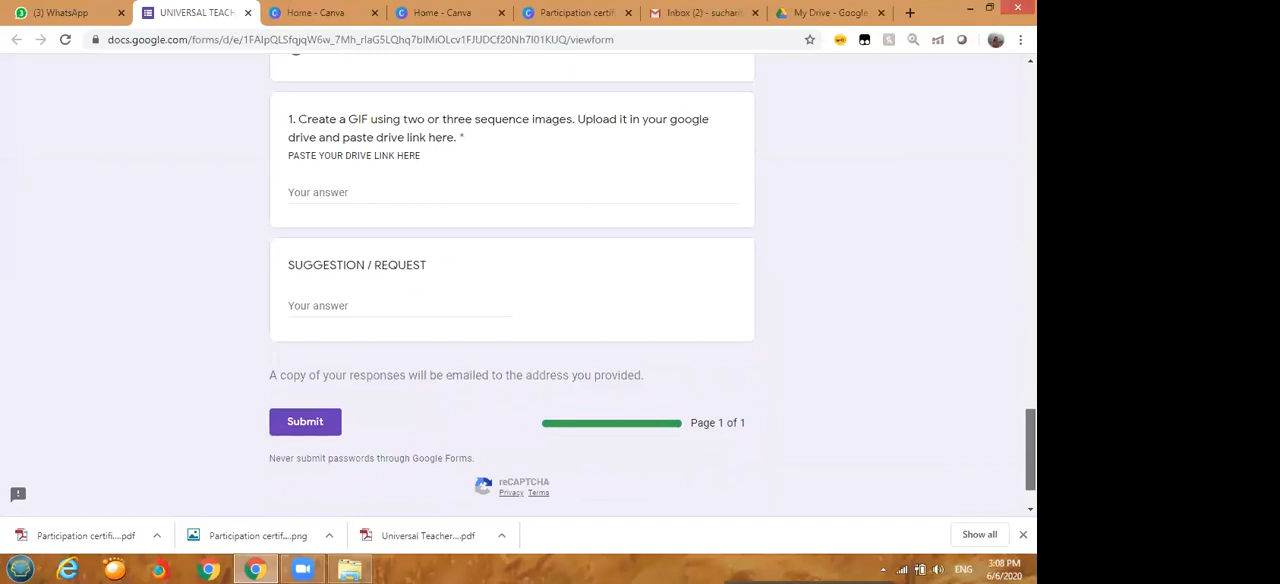 (3) WhatsApp
UNIVERSAL TEACH
Home - Canva
Home - Canva
Participation certifi
Inbox (2) - sucharit
My Drive - Google
docs.google.com/forms/d/e/1FAIpQLSfqjqW6w_7Mh_rlaG5LQhq7bIMiOLcv1FJUDCf20Nh7I01KUQ/viewform
1. Create a GIF using two or three sequence images. Upload it in your google
drive and paste drive link here. *
PASTE YOUR DRIVE LINK HERE
Your answer
SUGGESTION / REQUEST
Your answer
A copy of your responses will be emailed to the address you provided.
Submit
Page 1 of 1
Never submit passwords through Google Forms.
reCAPTCHA
Privacy Terms
Participation certifi....pdf
Participation certif....png
Universal Teacher....pdf
Show all
ENG
3:08 PM
6/6/2020